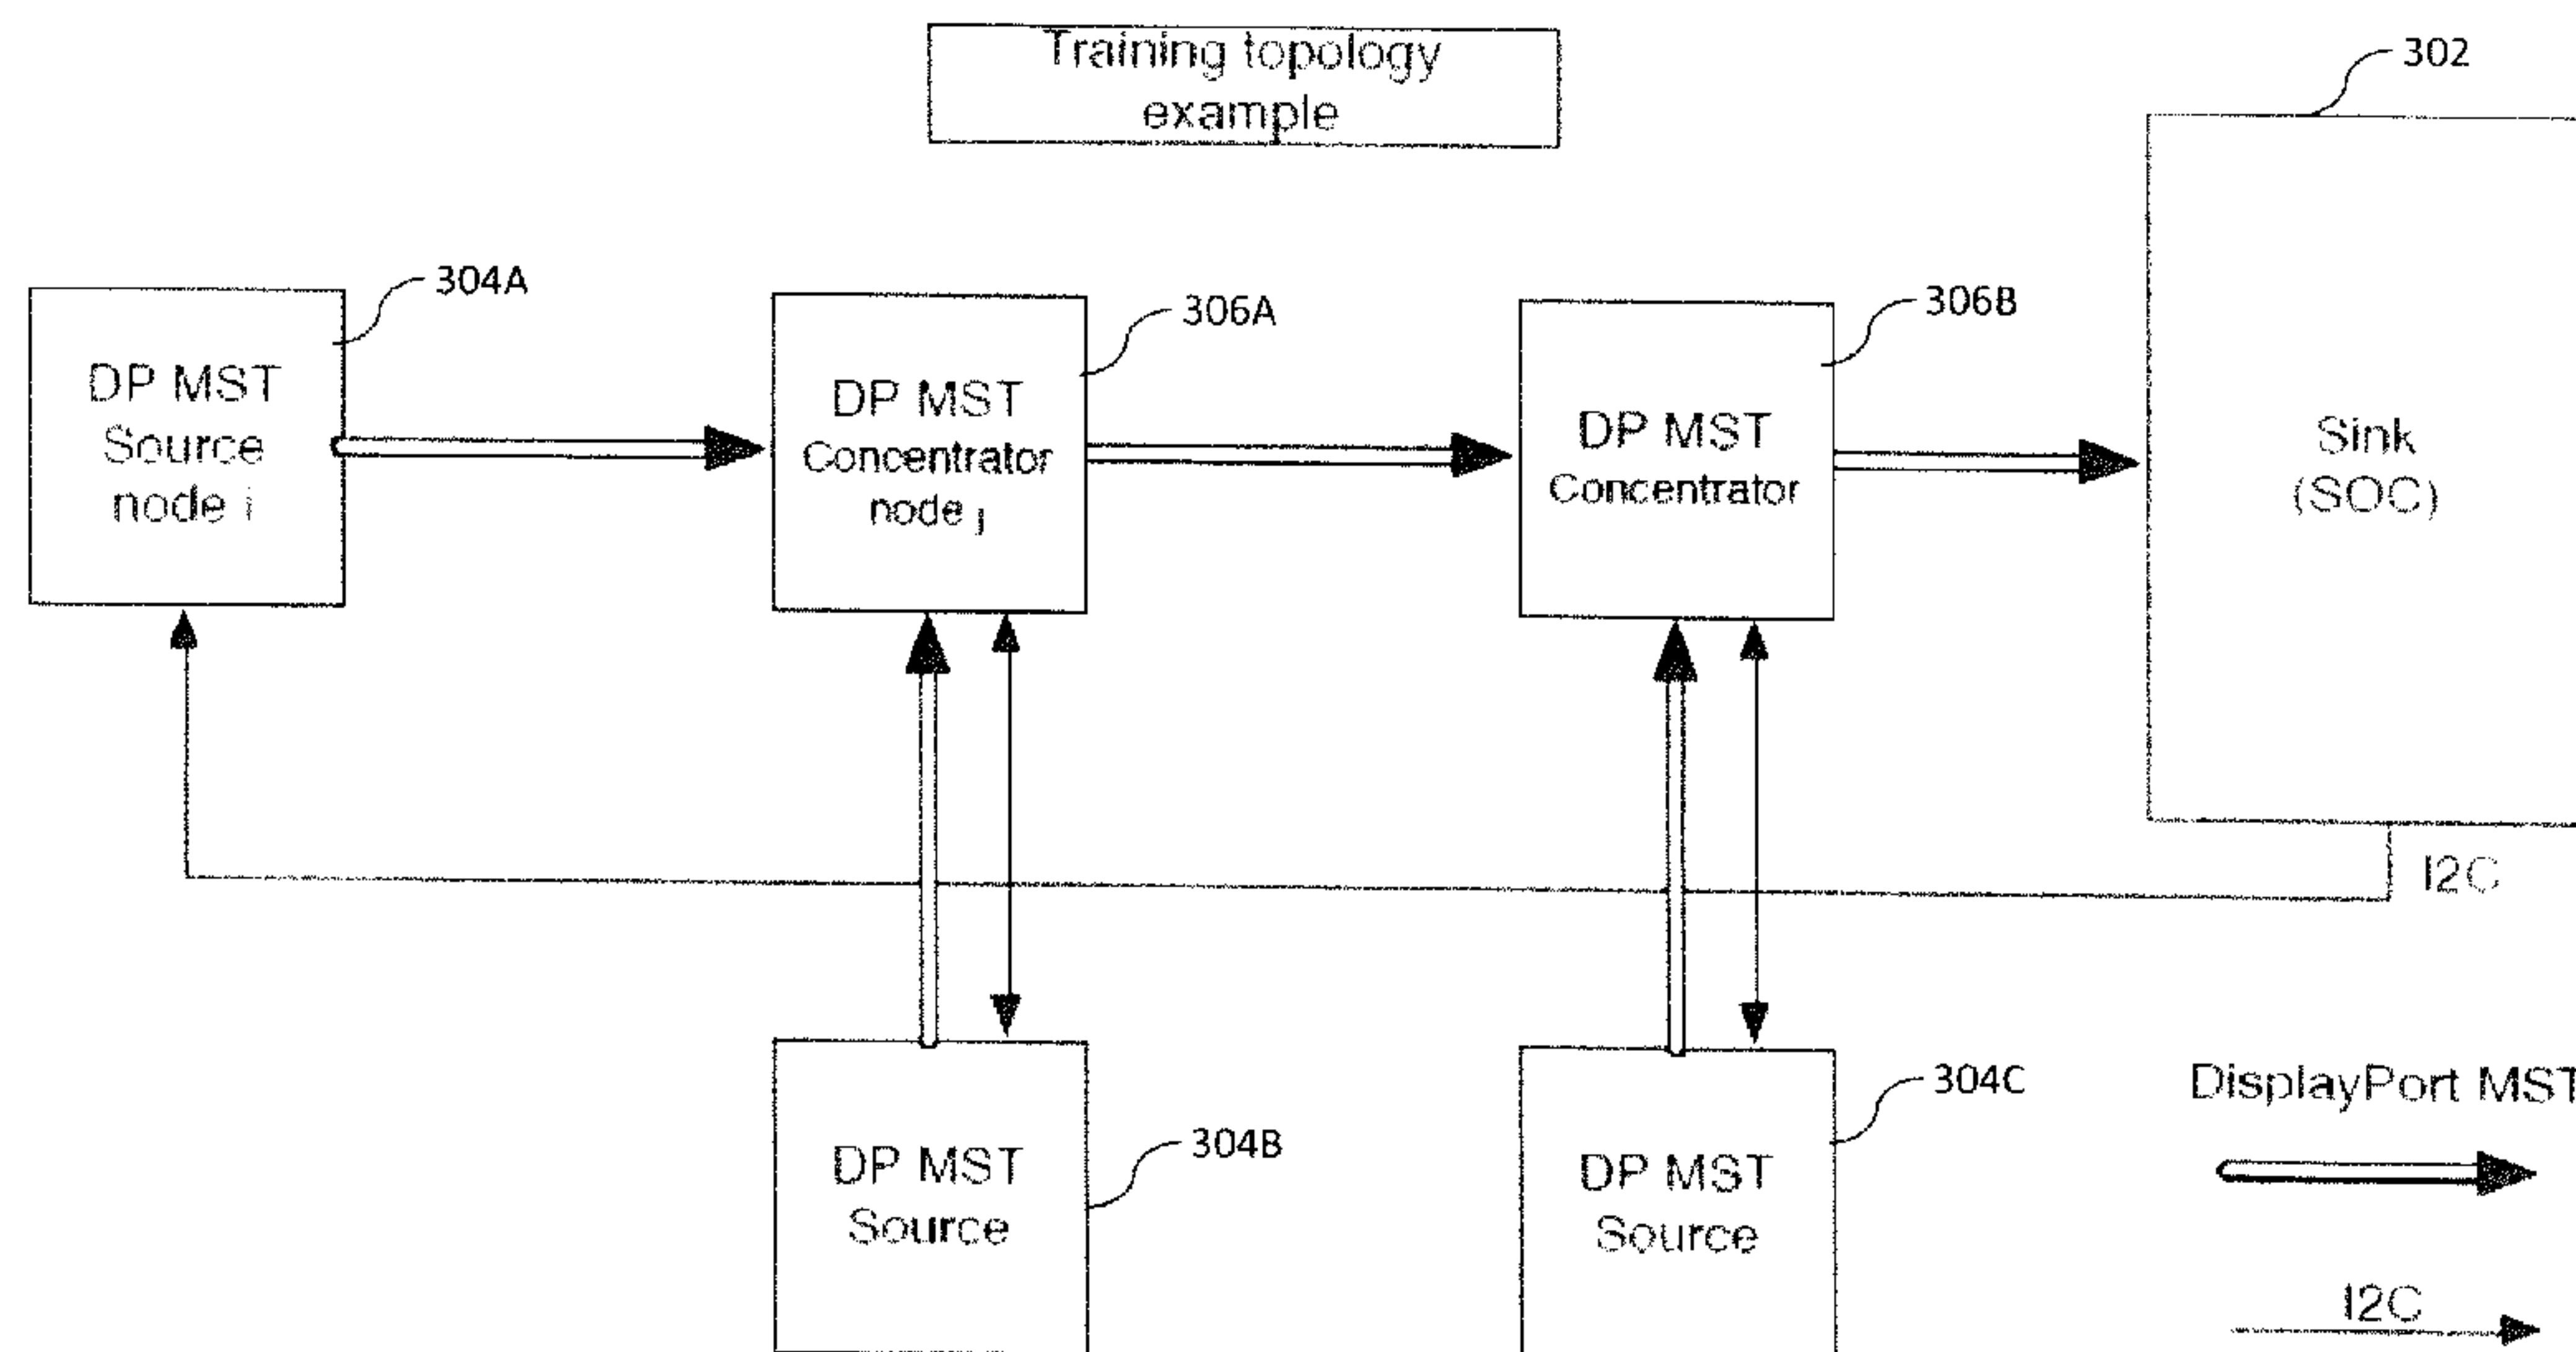 Training topology
example
302
304A
306A
306B
DP MST
Source
node i
DP MST
Concentrator
node j
DP MST
Concentrator
Sink
(SOC)
I2C
304B
304C
DP MST
Source
DP MST
Source
DisplayPort MST
I2C